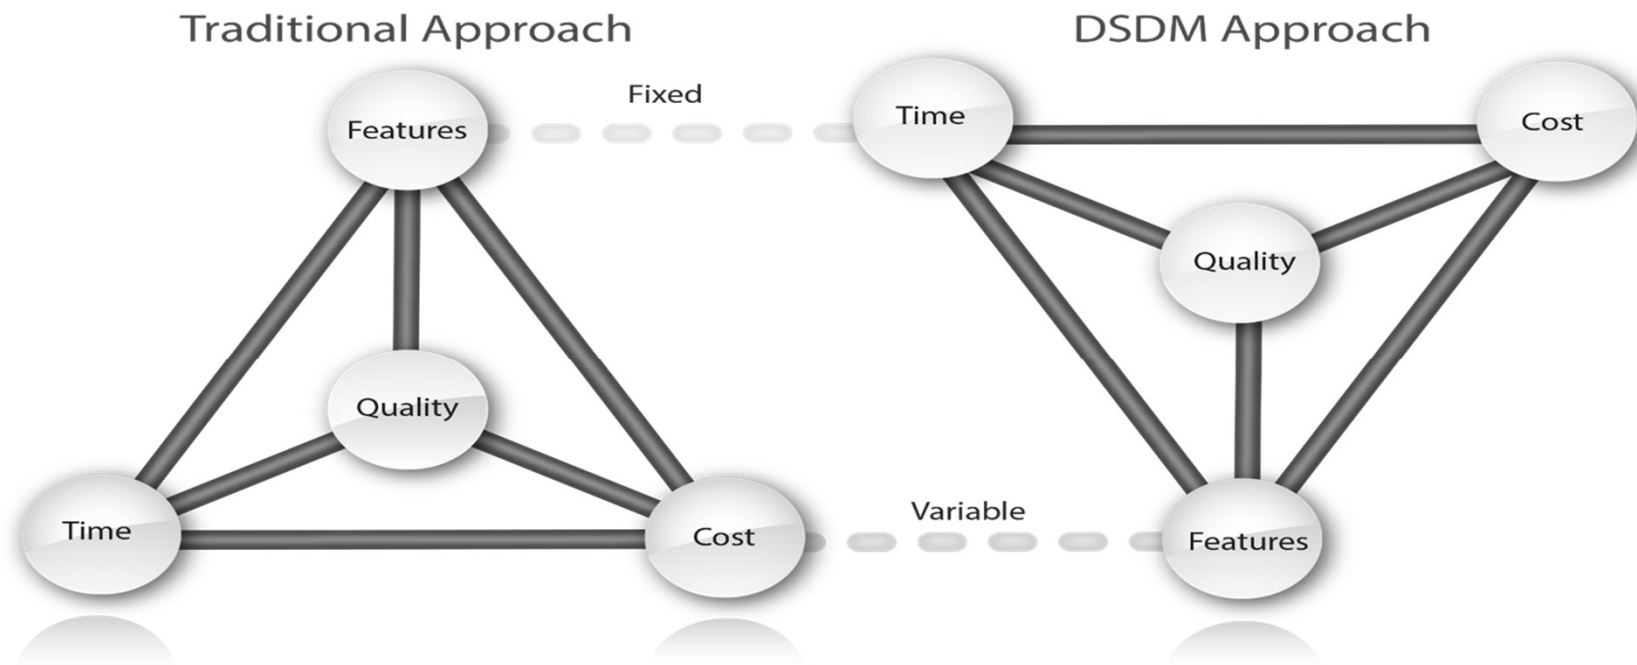 Traditional Approach
DSDM Approach
Fixed
Features
Time
Cost
Quality
Quality
Time
Cost
Variable
Features